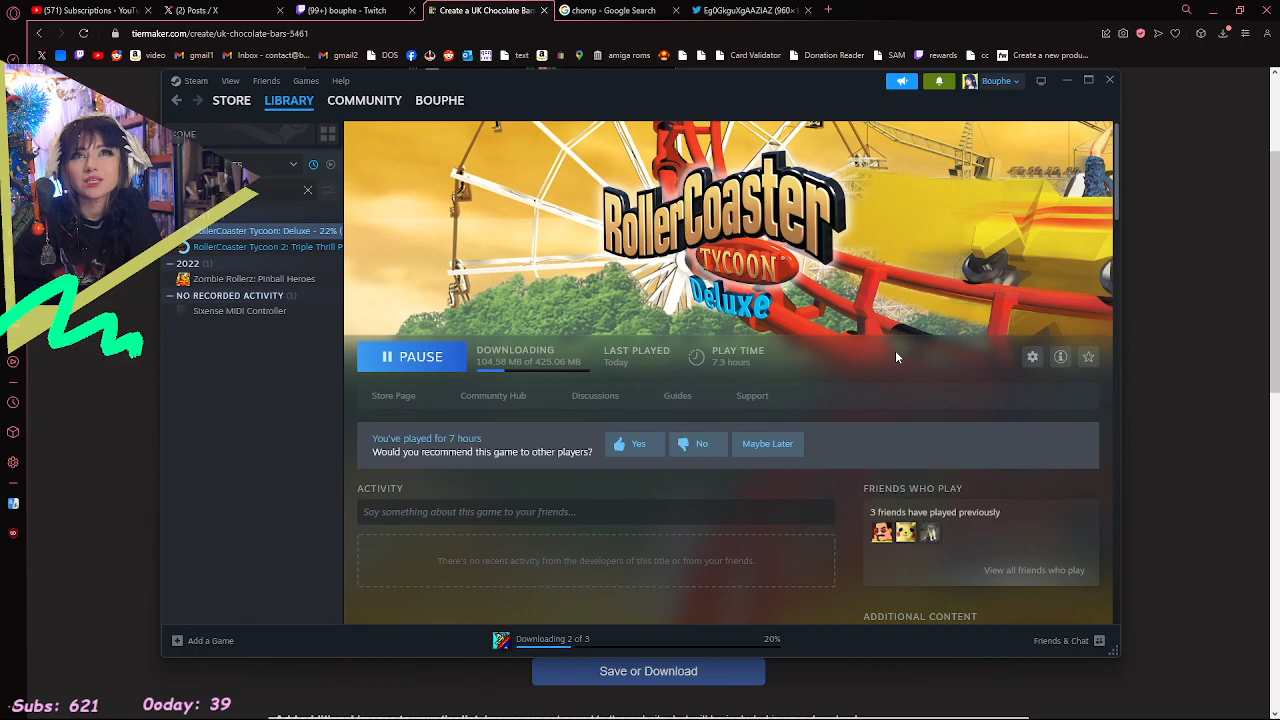 (571) Subscriptions - YouTu
(2) Posts / X
(99+) bouphe - Twitch
Create a UK Chocolate Bars
chomp - Google Search
tiermaker.com/create/uk-chocolate-bars-5461
video
gmail1
Inbox - contact@b...
gmail2
DOS
text
amiga roms
Card Validator
Donation Reader
SAM
rewards
cc
Create a new produ...
Steam
View
Friends
Games
Help
Bouphe
STORE
LIBRARY
COMMUNITY
BOUPHE
RollerCoaster
TYCOON
Deluxe
RollerCoaster Tycoon: Deluxe - 22% (
RollerCoaster Tycoon 2: Triple Thrill P
2022 (1)
Zombie Rollerz: Pinball Heroes
NO RECORDED ACTIVITY (1)
Sixense MIDI Controller
PAUSE
DOWNLOADING
104.58 MB of 425.06 MB
LAST PLAYED
Today
PLAY TIME
7.3 hours
Store Page
Community Hub
Discussions
Guides
Support
You've played for 7 hours
Would you recommend this game to other players?
Yes
No
Maybe Later
ACTIVITY
Say something about this game to your friends...
There's no recent activity from the developers of this title or from your friends.
FRIENDS WHO PLAY
3 friends have played previously
View all friends who play
ADDITIONAL CONTENT
Add a Game
Downloading 2 of 3
20%
Friends & Chat
Save or Download
Subs: 621
Ooday: 39